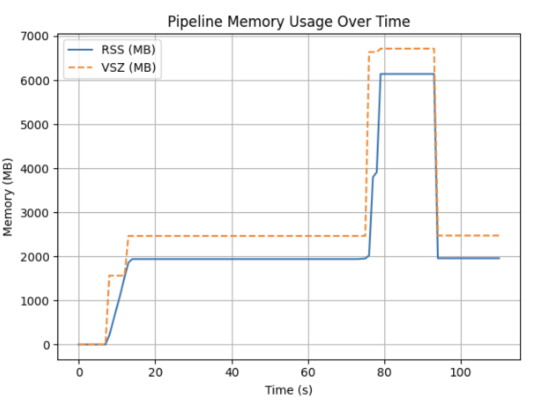 Pipeline Memory Usage Over Time
RSS (MB)
VSZ (MB)
Memory (MB)
7000
6000
5000
4000
3000
2000
1000
0
0 20 40 60 80 100
Time (s)